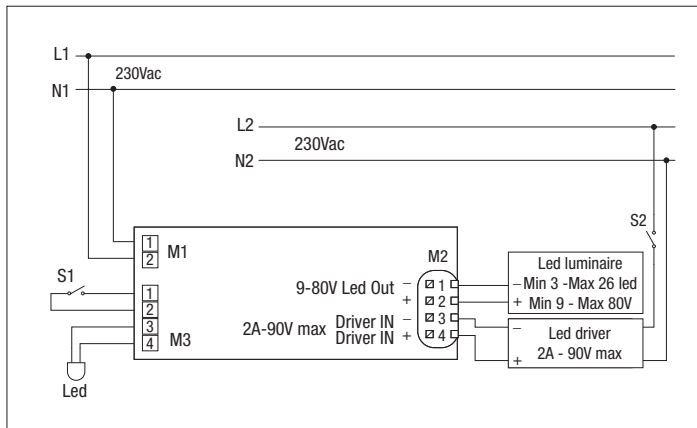 L1
230Vac
N1
L2
230Vac
N2
S2
1
2
M1
M2
S1
1
2
3
4
M3
Led
9-80V Led Out
−
+
2A-90V max
Driver IN −
Driver IN +
1
2
3
4
Led luminaire
− Min 3 -Max 26 led
+ Min 9 - Max 80V
− Led driver
+ 2A - 90V max